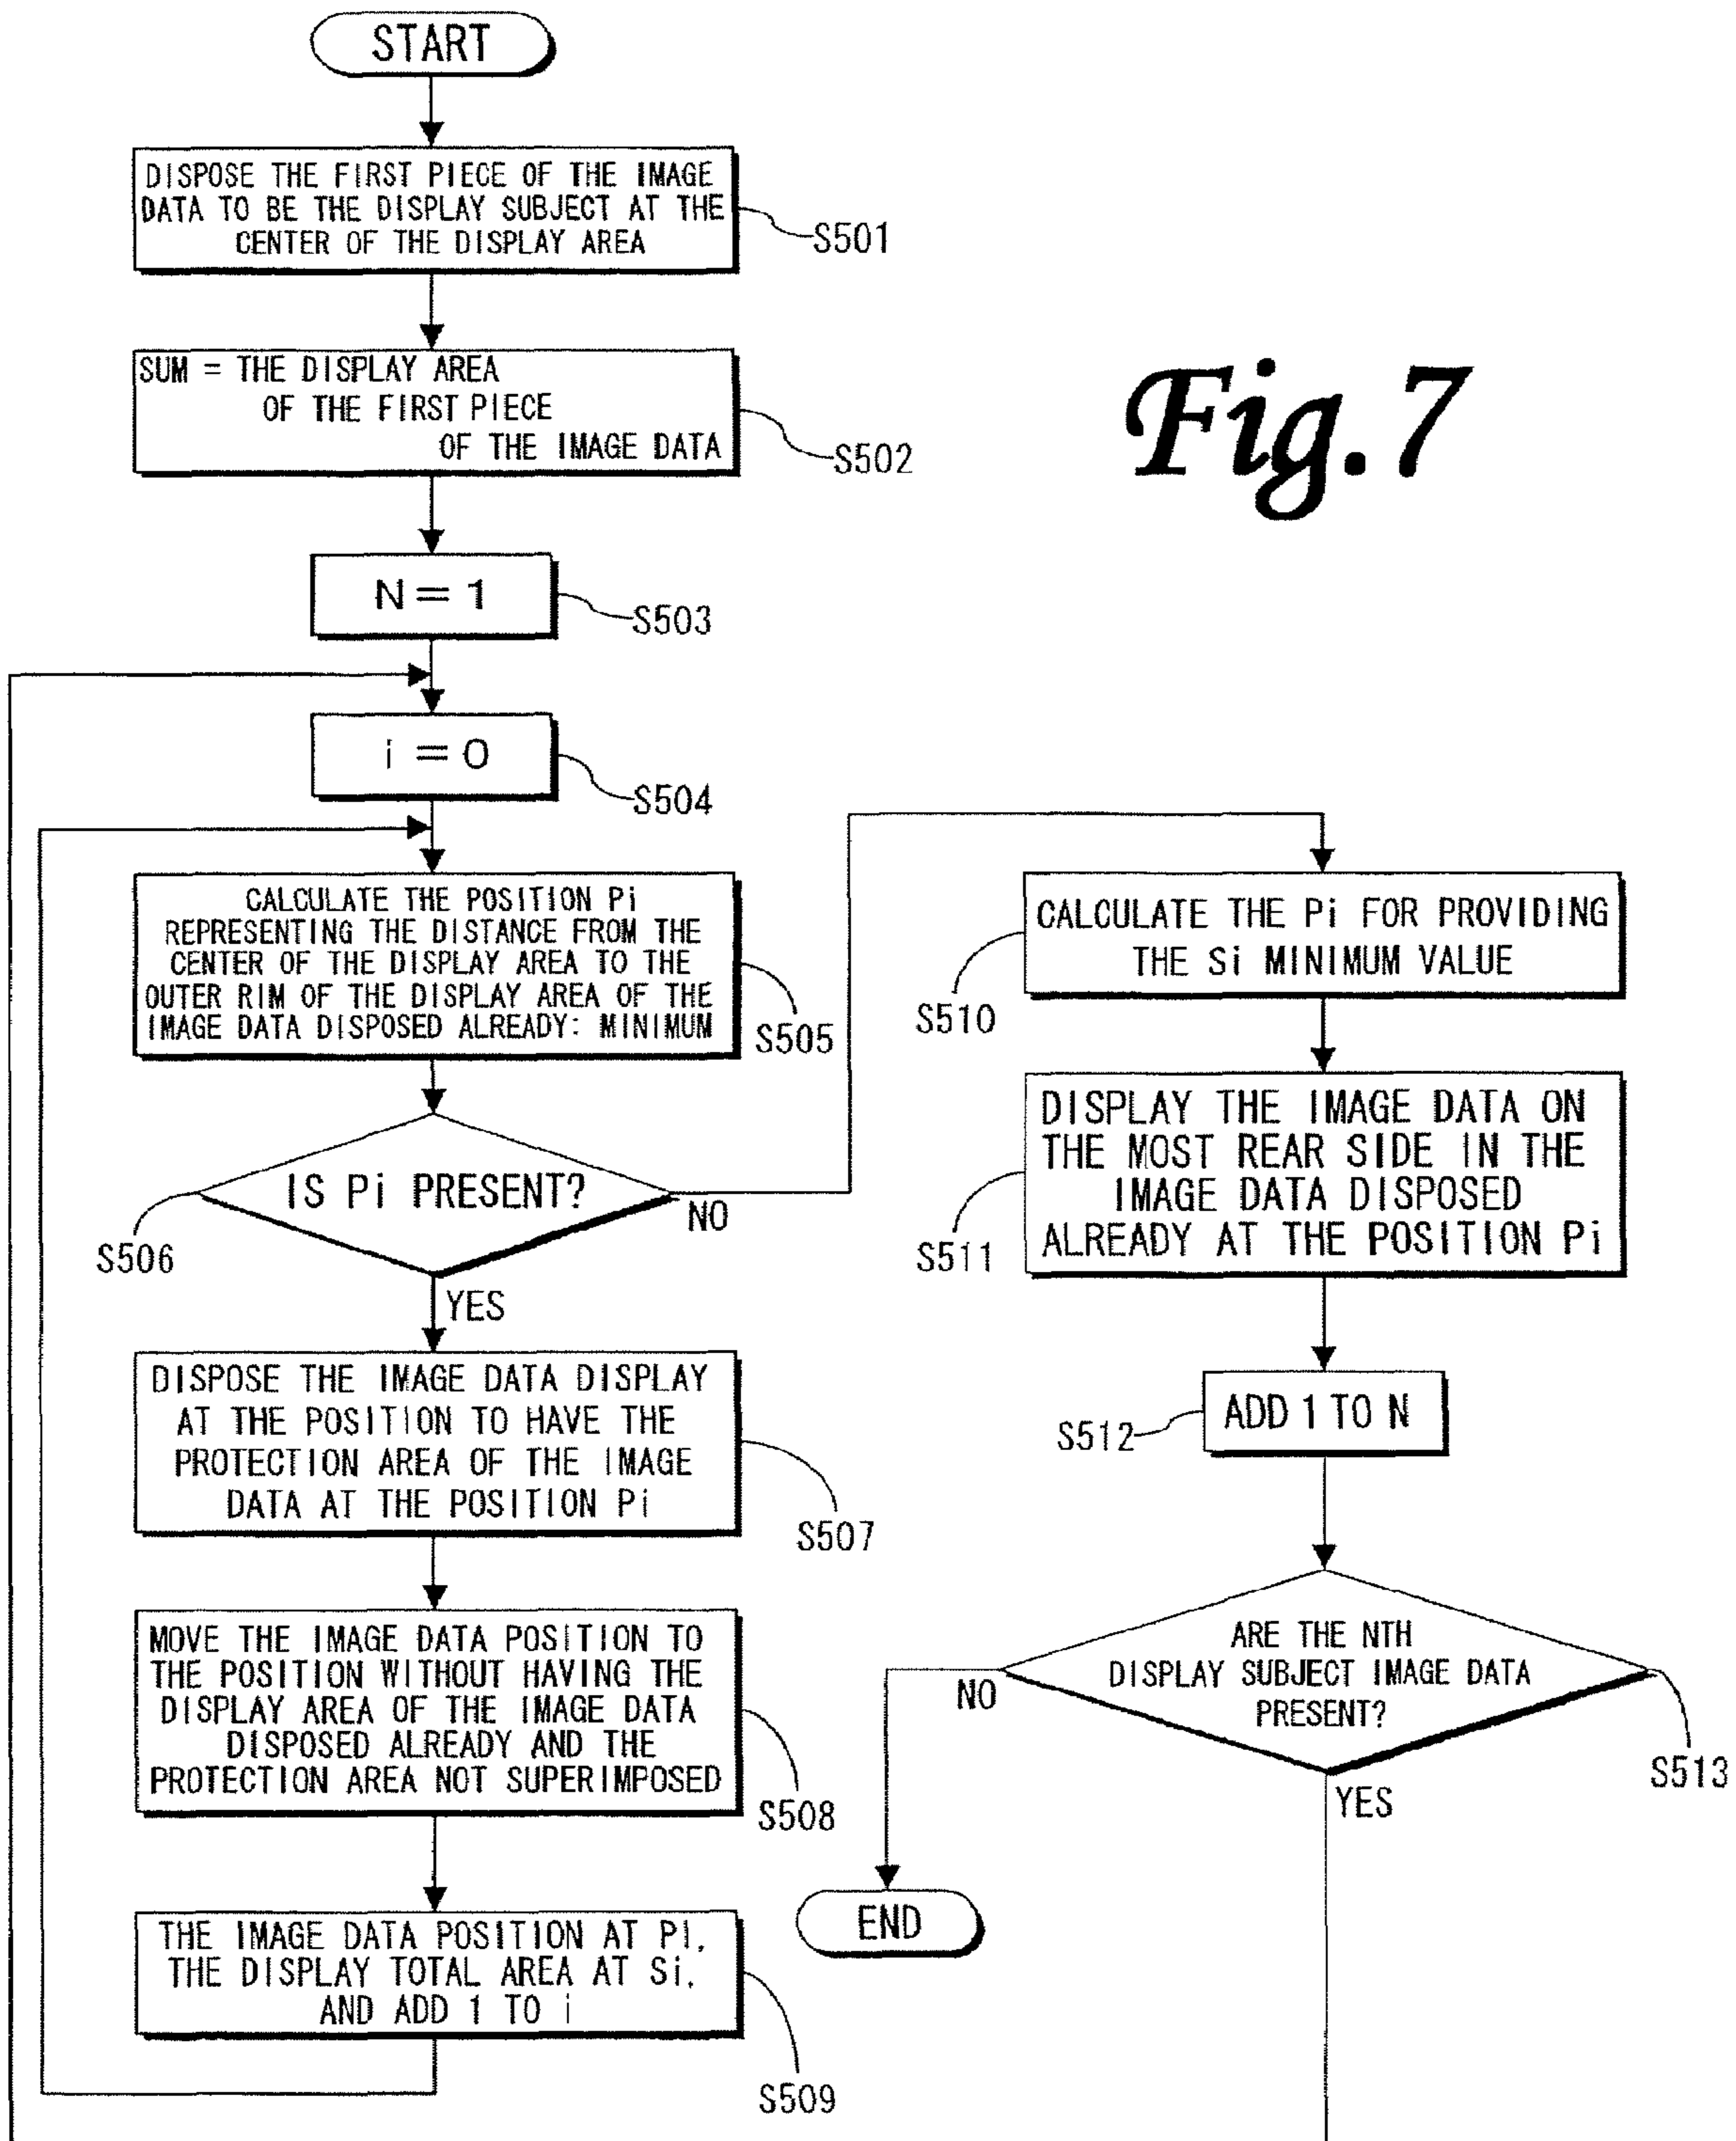 START
DISPOSE THE FIRST PIECE OF THE IMAGE
DATA TO BE THE DISPLAY SUBJECT AT THE
CENTER OF THE DISPLAY AREA
S501
SUM = THE DISPLAY AREA
OF THE FIRST PIECE
OF THE IMAGE DATA
S502
Fig.7
N = 1
S503
i = 0
S504
CALCULATE THE POSITION Pi
REPRESENTING THE DISTANCE FROM THE
CENTER OF THE DISPLAY AREA TO THE
OUTER RIM OF THE DISPLAY AREA OF THE
IMAGE DATA DISPOSED ALREADY: MINIMUM
S505
IS Pi PRESENT?
NO
S506
YES
DISPOSE THE IMAGE DATA DISPLAY
AT THE POSITION TO HAVE THE
PROTECTION AREA OF THE IMAGE
DATA AT THE POSITION Pi
S507
MOVE THE IMAGE DATA POSITION TO
THE POSITION WITHOUT HAVING THE
DISPLAY AREA OF THE IMAGE DATA
DISPOSED ALREADY AND THE
PROTECTION AREA NOT SUPERIMPOSED
S508
THE IMAGE DATA POSITION AT Pi,
THE DISPLAY TOTAL AREA AT Si,
AND ADD 1 TO i
S509
CALCULATE THE Pi FOR PROVIDING
THE Si MINIMUM VALUE
S510
DISPLAY THE IMAGE DATA ON
THE MOST REAR SIDE IN THE
IMAGE DATA DISPOSED
ALREADY AT THE POSITION Pi
S511
ADD 1 TO N
S512
ARE THE NTH
DISPLAY SUBJECT IMAGE DATA
PRESENT?
NO
S513
YES
END